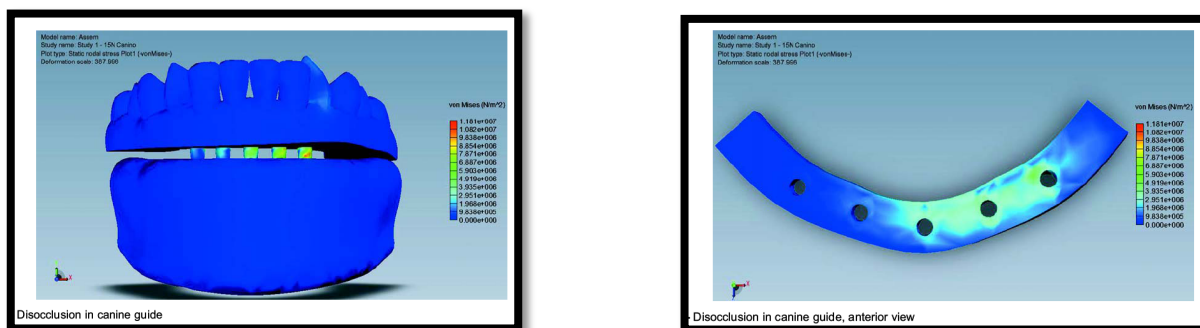 Model name: Assem
Study name: Study 1 - 15N Canino
Plot type: Static nodal stress Plot1 (-vonMises-)
Deformation scale: 387.966
von Mises (N/m^2)
1.181e+007
1.082e+007
9.838e+006
8.854e+006
7.871e+006
6.887e+006
5.903e+006
4.919e+006
3.935e+006
2.951e+006
1.968e+006
9.838e+005
0.000e+000
X
Disocclusion in canine guide
Model name: Assem
Study name: Study 1 - 15N Canino
Plot type: Static nodal stress Plot1 (-vonMises-)
Deformation scale: 387.966
von Mises (N/m^2)
1.181e+007
1.082e+007
9.838e+006
8.854e+006
7.871e+006
6.887e+006
5.903e+006
4.919e+006
3.935e+006
2.951e+006
1.968e+006
9.838e+005
0.000e+000
X
Disocclusion in canine guide, anterior view